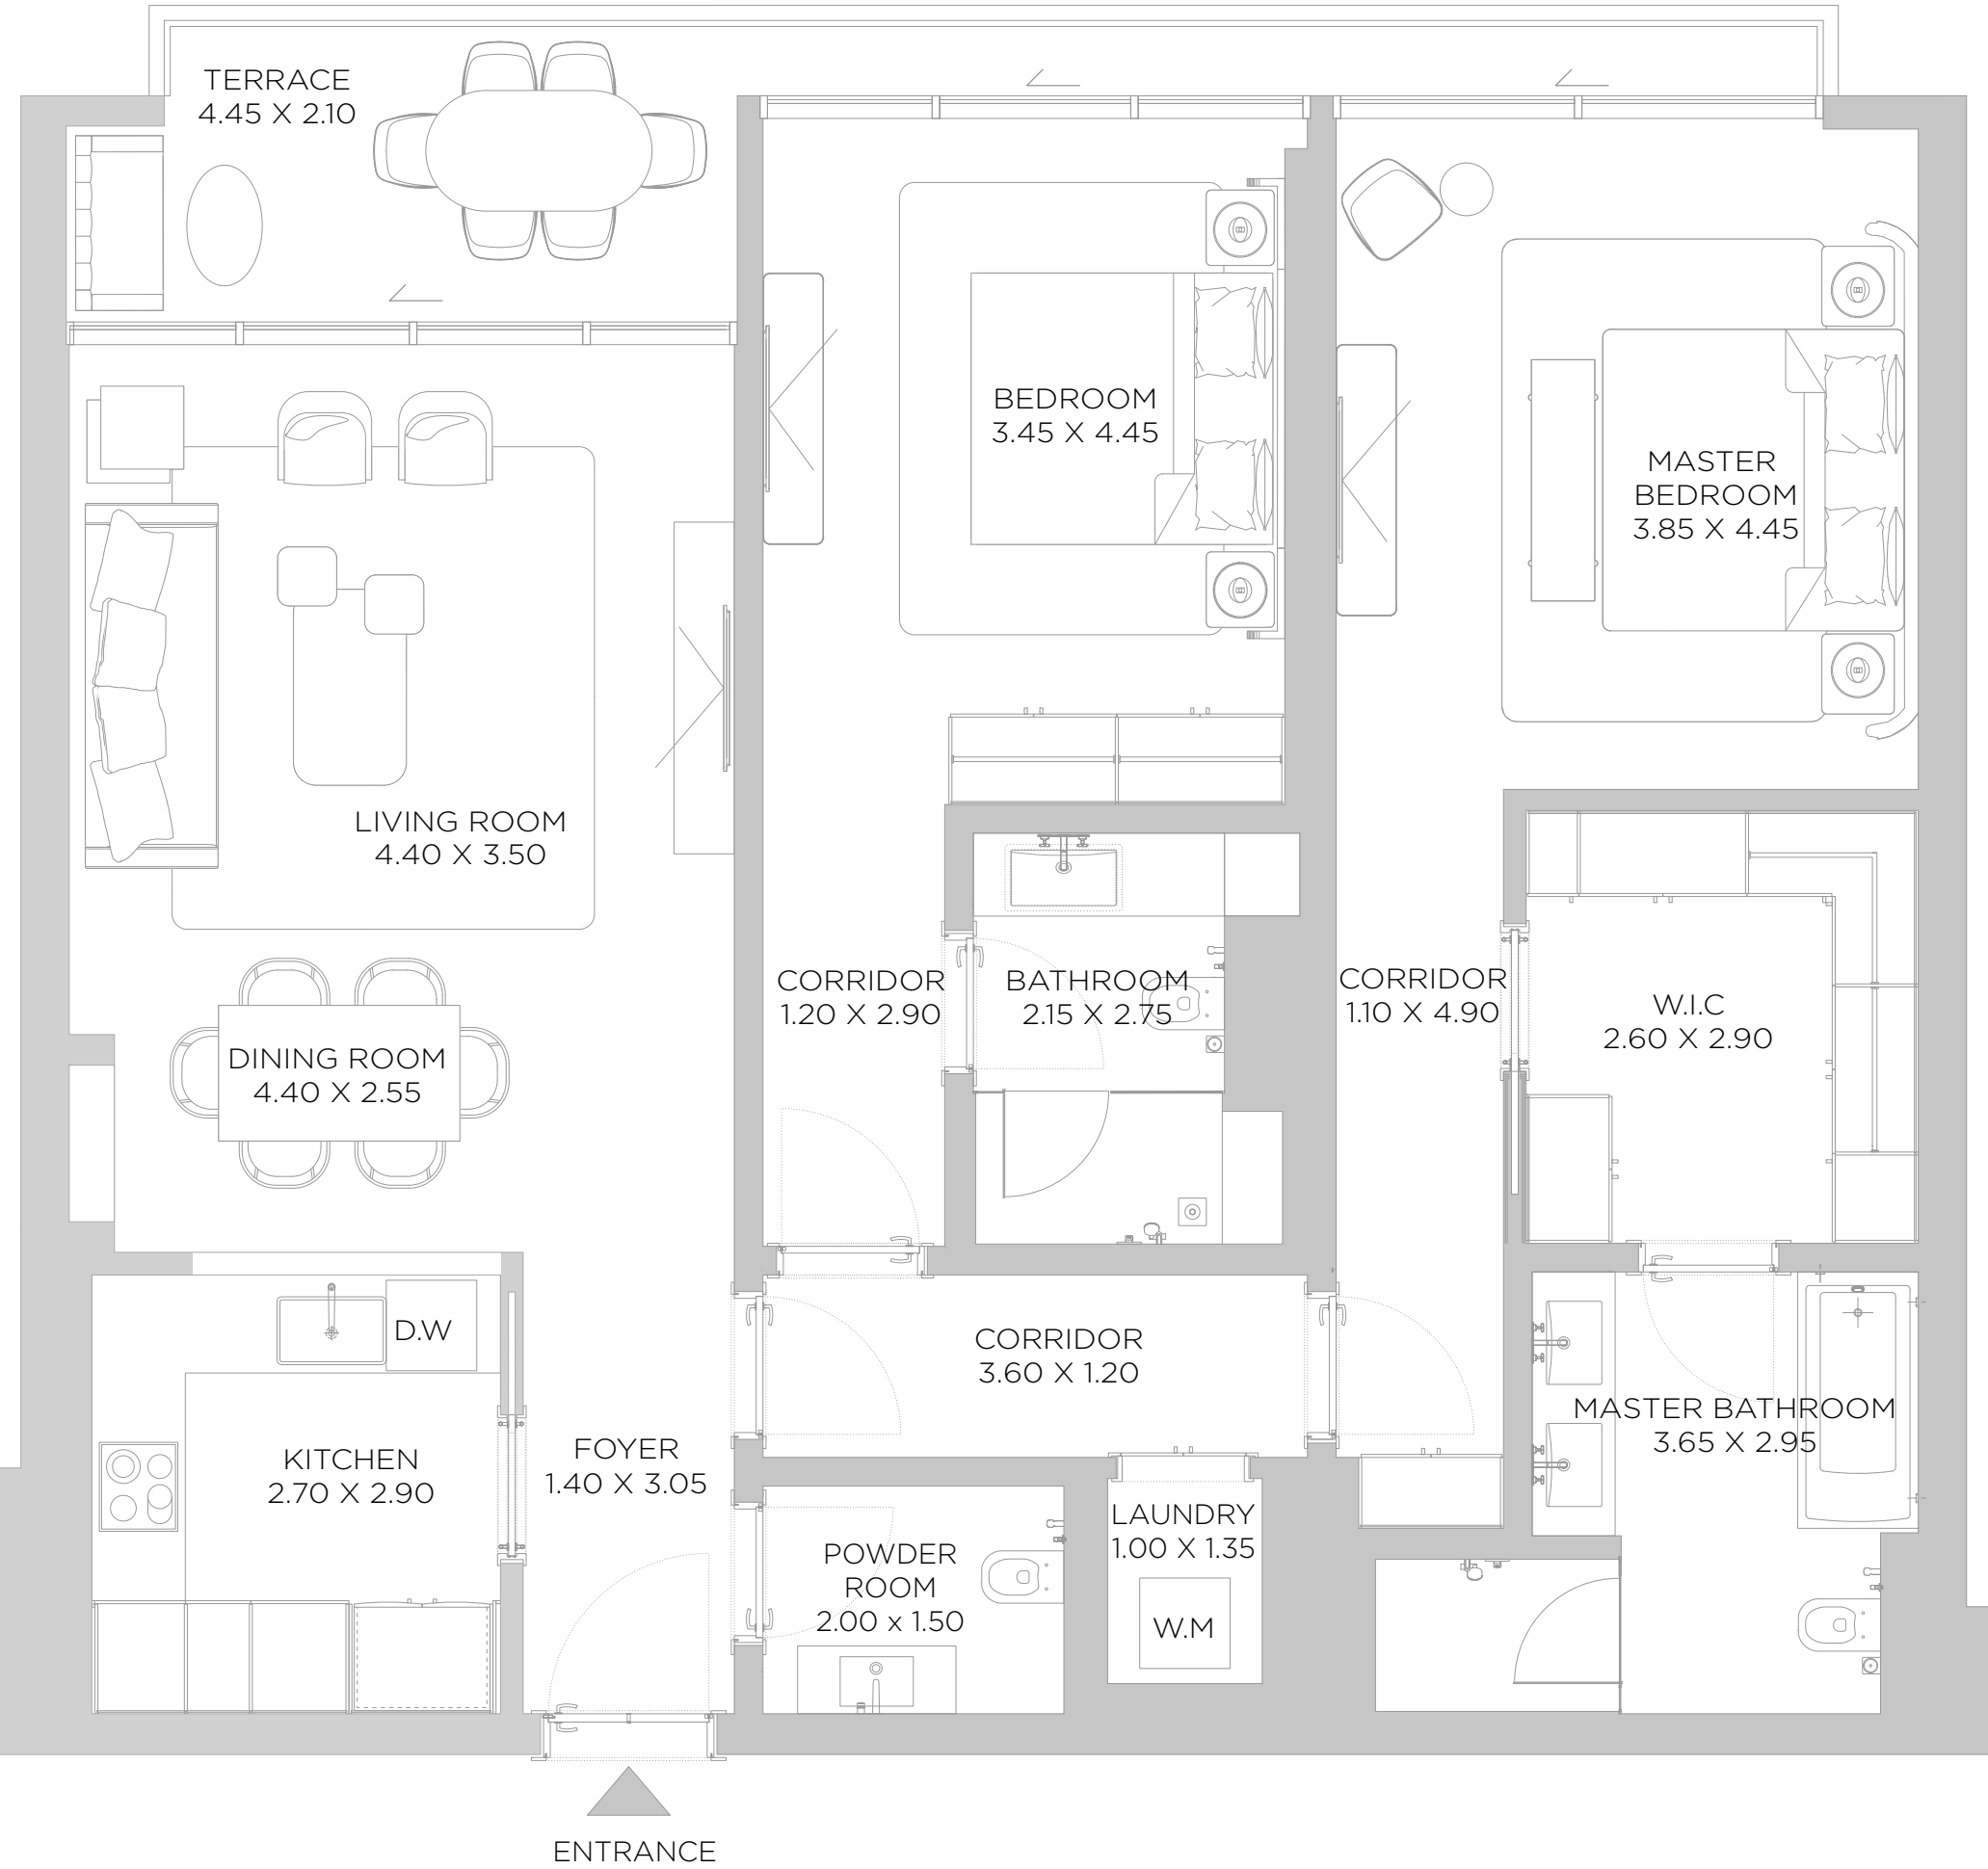 TERRACE
4.45 X 2.10
BEDROOM
3.45 X 4.45
MASTER
BEDROOM
3.85 X 4.45
LIVING ROOM
4.40 X 3.50
DINING ROOM
4.40 X 2.55
CORRIDOR
1.20 X 2.90
BATHROOM
2.15 X 2.75
CORRIDOR
1.10 X 4.90
W.I.C
2.60 X 2.90
D.W
KITCHEN
2.70 X 2.90
FOYER
1.40 X 3.05
CORRIDOR
3.60 X 1.20
MASTER BATHROOM
3.65 X 2.95
POWDER
ROOM
2.00 x 1.50
LAUNDRY
1.00 X 1.35
W.M
ENTRANCE